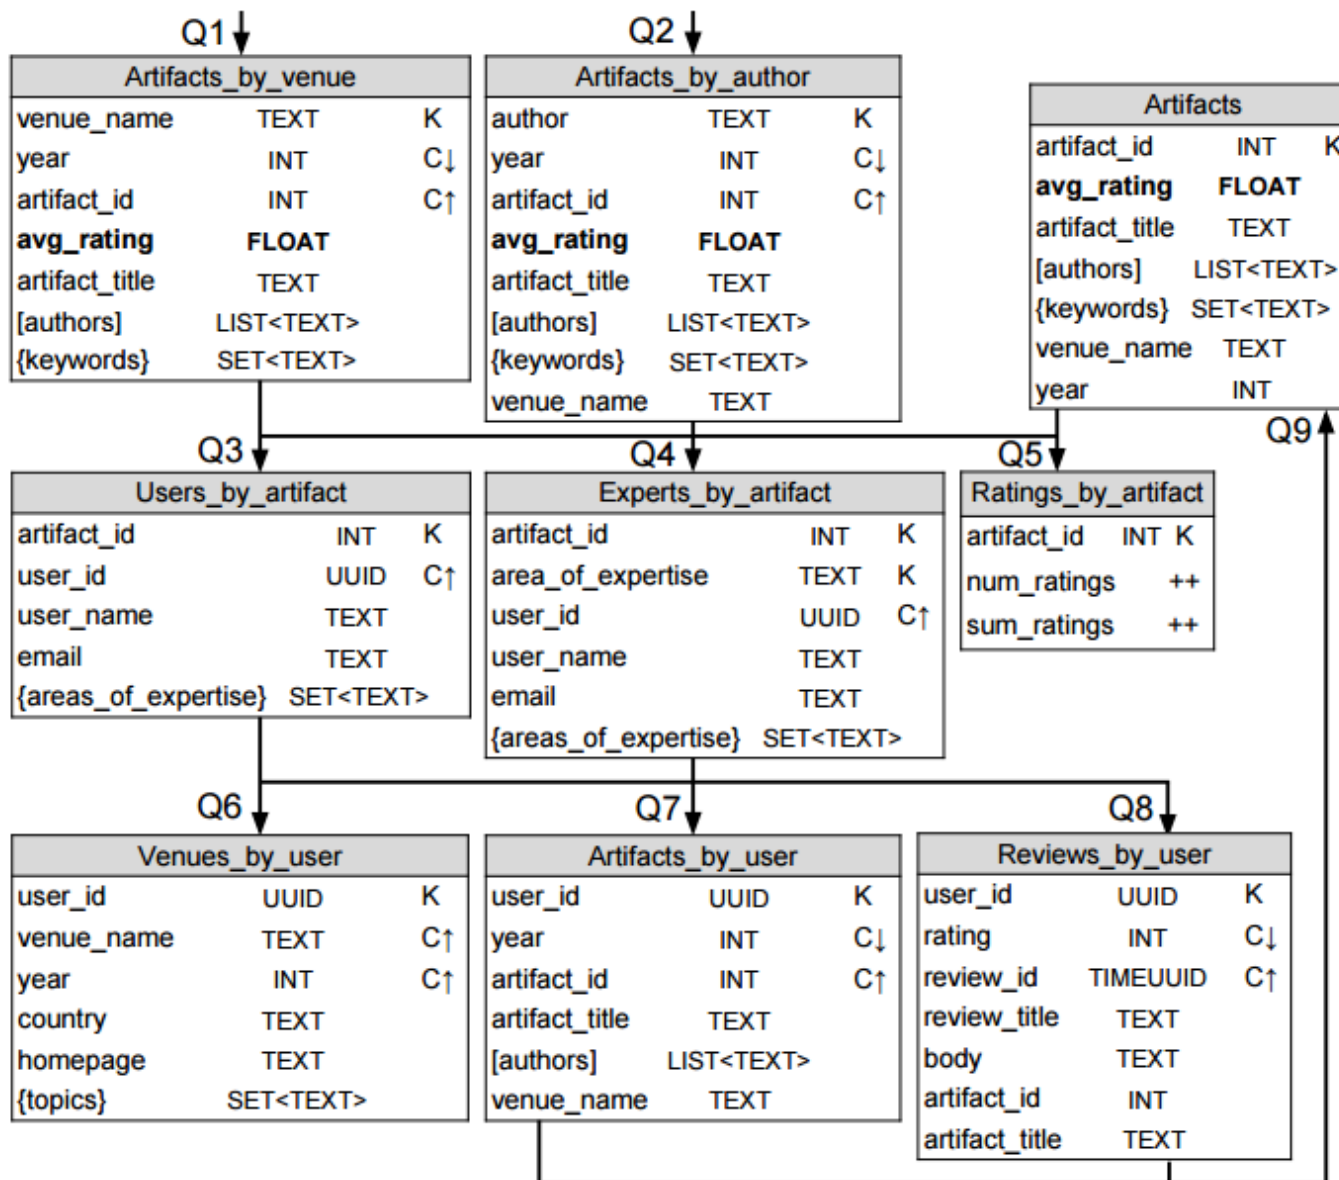 Q1
Q2
Artifacts_by_venue
venue_name TEXT K
year INT C↓
artifact_id INT C↑
avg_rating FLOAT
artifact_title TEXT
[authors] LIST<TEXT>
{keywords} SET<TEXT>
Artifacts_by_author
author TEXT K
year INT C↓
artifact_id INT C↑
avg_rating FLOAT
artifact_title TEXT
[authors] LIST<TEXT>
{keywords} SET<TEXT>
venue_name TEXT
Artifacts
artifact_id INT K
avg_rating FLOAT
artifact_title TEXT
[authors] LIST<TEXT>
{keywords} SET<TEXT>
venue_name TEXT
year INT
Q3
Q4
Q5
Q9
Users_by_artifact
artifact_id INT K
user_id UUID C↑
user_name TEXT
email TEXT
{areas_of_expertise} SET<TEXT>
Experts_by_artifact
artifact_id INT K
area_of_expertise TEXT K
user_id UUID C↑
user_name TEXT
email TEXT
{areas_of_expertise} SET<TEXT>
Ratings_by_artifact
artifact_id INT K
num_ratings ++
sum_ratings ++
Q6
Q7
Q8
Venues_by_user
user_id UUID K
venue_name TEXT C↑
year INT C↑
country TEXT
homepage TEXT
{topics} SET<TEXT>
Artifacts_by_user
user_id UUID K
year INT C↓
artifact_id INT C↑
artifact_title TEXT
[authors] LIST<TEXT>
venue_name TEXT
Reviews_by_user
user_id UUID K
rating INT C↓
review_id TIMEUUID C↑
review_title TEXT
body TEXT
artifact_id INT
artifact_title TEXT